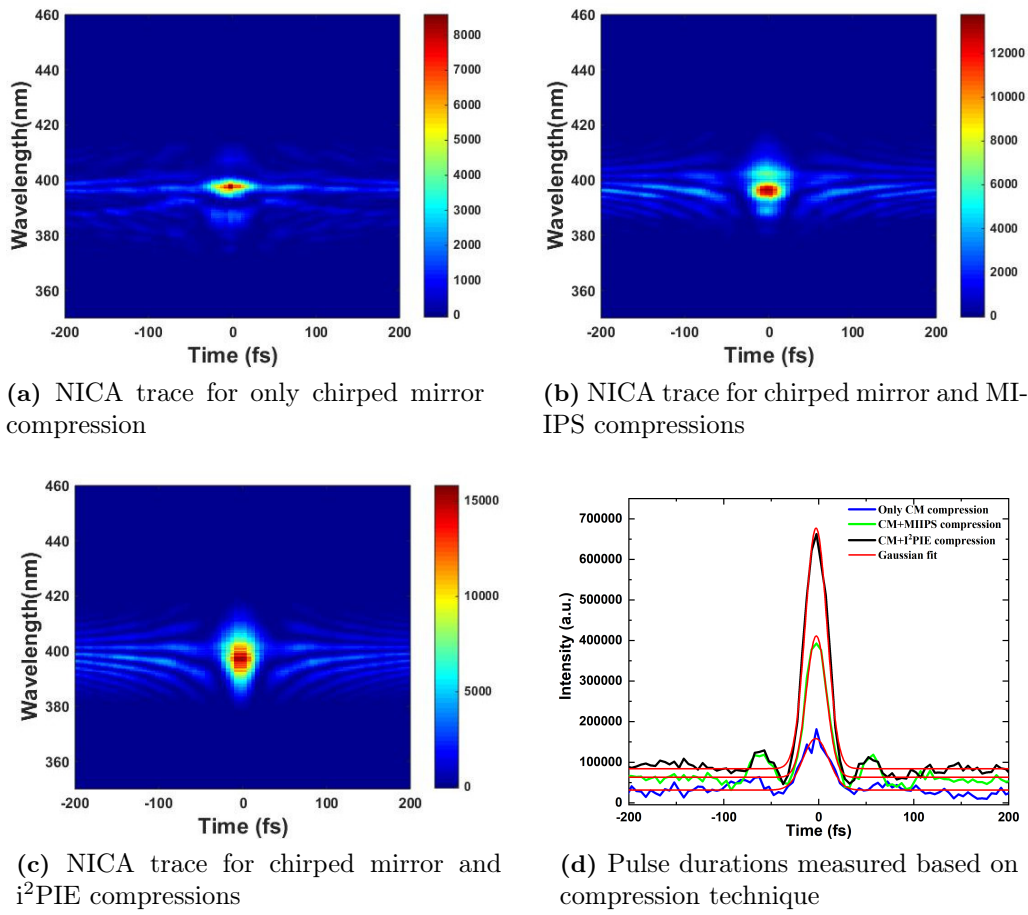 460
440
420
400
380
360
Wavelength(nm)
-200 -100 0 100 200
Time (fs)
8000
7000
6000
5000
4000
3000
2000
1000
0
(a) NICA trace for only chirped mirror
compression
460
440
420
400
380
360
Wavelength(nm)
-200 -100 0 100 200
Time (fs)
12000
10000
8000
6000
4000
2000
0
(b) NICA trace for chirped mirror and MI-
IPS compressions
460
440
420
400
380
360
Wavelength(nm)
-200 -100 0 100 200
Time (fs)
15000
10000
5000
0
(c) NICA trace for chirped mirror and
i²PIE compressions
700000
600000
500000
400000
300000
200000
100000
0
Intensity (a.u.)
Only CM compression
CM+MIIPS compression
CM+I²PIE compression
Gaussian fit
-200 -100 0 100 200
Time (fs)
(d) Pulse durations measured based on
compression technique